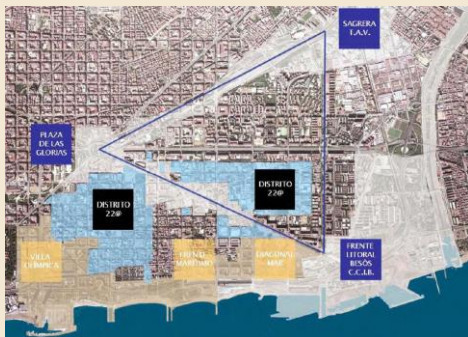 SAGRERA
T.A.V.
PLAZA
DE LAS
GLORIAS
DISTRITO
22@
DISTRITO
22@
VILLA
OLÍMPICA
FRENTE
MARÍTIMO
DIAGONAL
MAR
FRENTE
LITORAL
BESÒS
C.C.I.B.